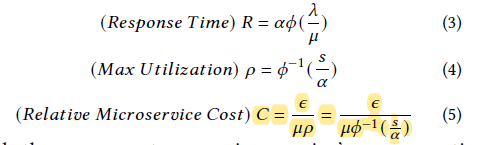 (Response Time) R = αϕ(λ/μ) (3)
(Max Utilization) ρ = ϕ⁻¹(s/α) (4)
(Relative Microservice Cost) C = ϵ/μρ = ϵ/μϕ⁻¹(s/α) (5)